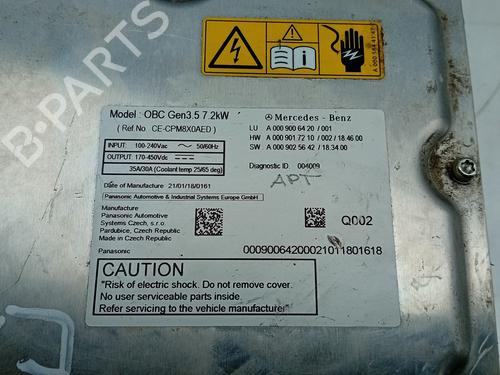 A 000 584 41 41
Model : OBC Gen3.5 7.2kW
( Ref.No CE-CPM8X0AED )
Mercedes - Benz
LU A 000 900 64 20 / 001
HW A 000 901 72 10 / 002 / 18.46 00
SW A 000 902 56 42 / 18.34 00
INPUT 100-240Vac 50/60Hz
OUTPUT 170-450Vdc
35A/30A (Coolant temp 25/65 deg)
Diagnostic ID 004009
APT
Date of Manufacture : 21/01/18/0161
Panasonic Automotive & Industrial Systems Europe GmbH
Manufacture
Panasonic Automotive
Systems Czech, s.r.o
Pardubice, Czech Republic
Made in Czech Republic
Q002
Panasonic 00090064200021011801618
CAUTION
"Risk of electric shock. Do not remove cover.
No user serviceable parts inside.
Refer servicing to the vehicle manufacturer"
B-PARTS